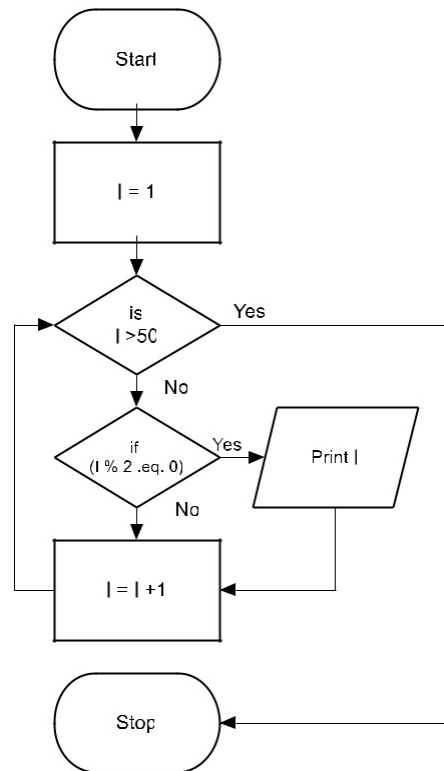 Start
I = 1
is
I >50
Yes
No
if
(I % 2 .eq. 0)
Yes
Print I
No
I = I +1
Stop